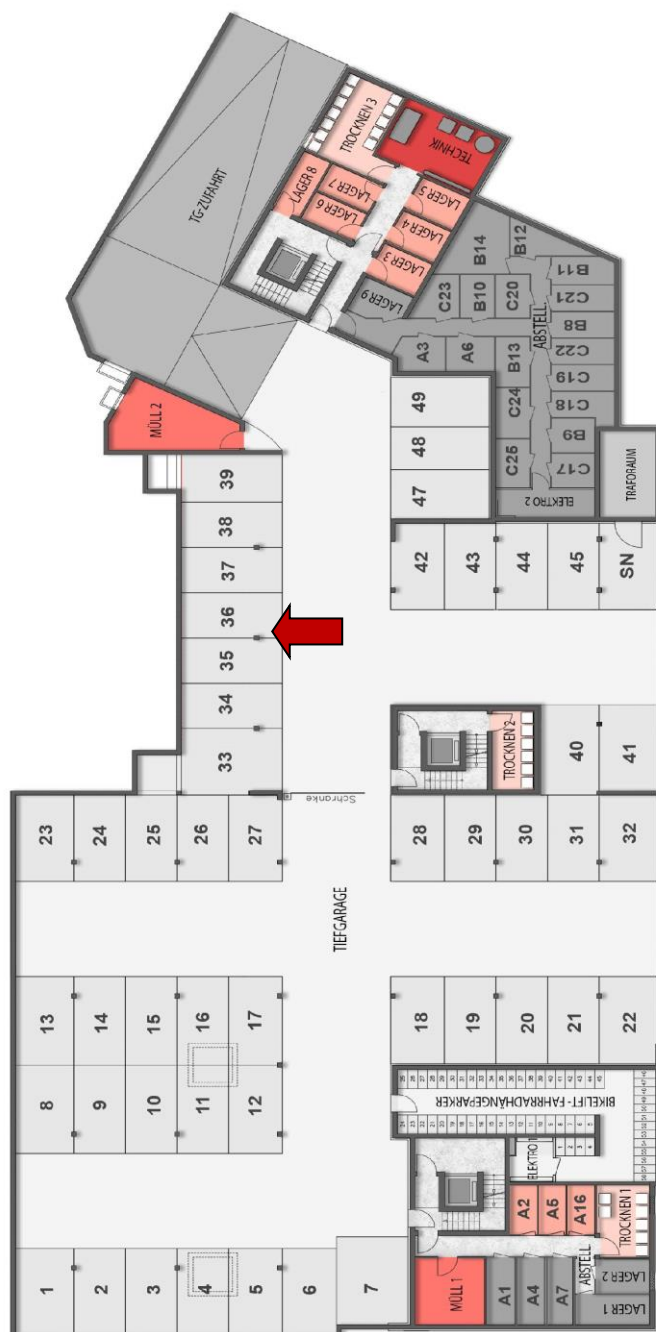 TG-ZUFAHRT
TROCKNEN 3
TECHNIK
LAGER 8
LAGER 7
LAGER 6
LAGER 5
LAGER 4
LAGER 3
LAGER 9
B14
B12
B11
C23
B10
C20
C21
A3
A6
B8
ABSTELL
B13
C22
C19
C24
C18
B9
C25
C17
ELEKTRO 2
TRAFORAUM
MÜLL 2
49
48
47
39
38
37
36
35
34
33
42
43
44
45
SN
TROCKNEN 2
40
41
Schranke
23
24
25
26
27
28
29
30
31
32
TIEFGARAGE
13
14
15
16
17
18
19
20
21
22
8
9
10
11
12
BIKELIFT - FAHRRADHÄNGEPARKER
ELEKTRO 1
A2
A5
A16
TROCKNEN 1
1
2
3
4
5
6
7
MÜLL 1
A1
A4
A7
ABSTELL
LAGER 2
LAGER 1